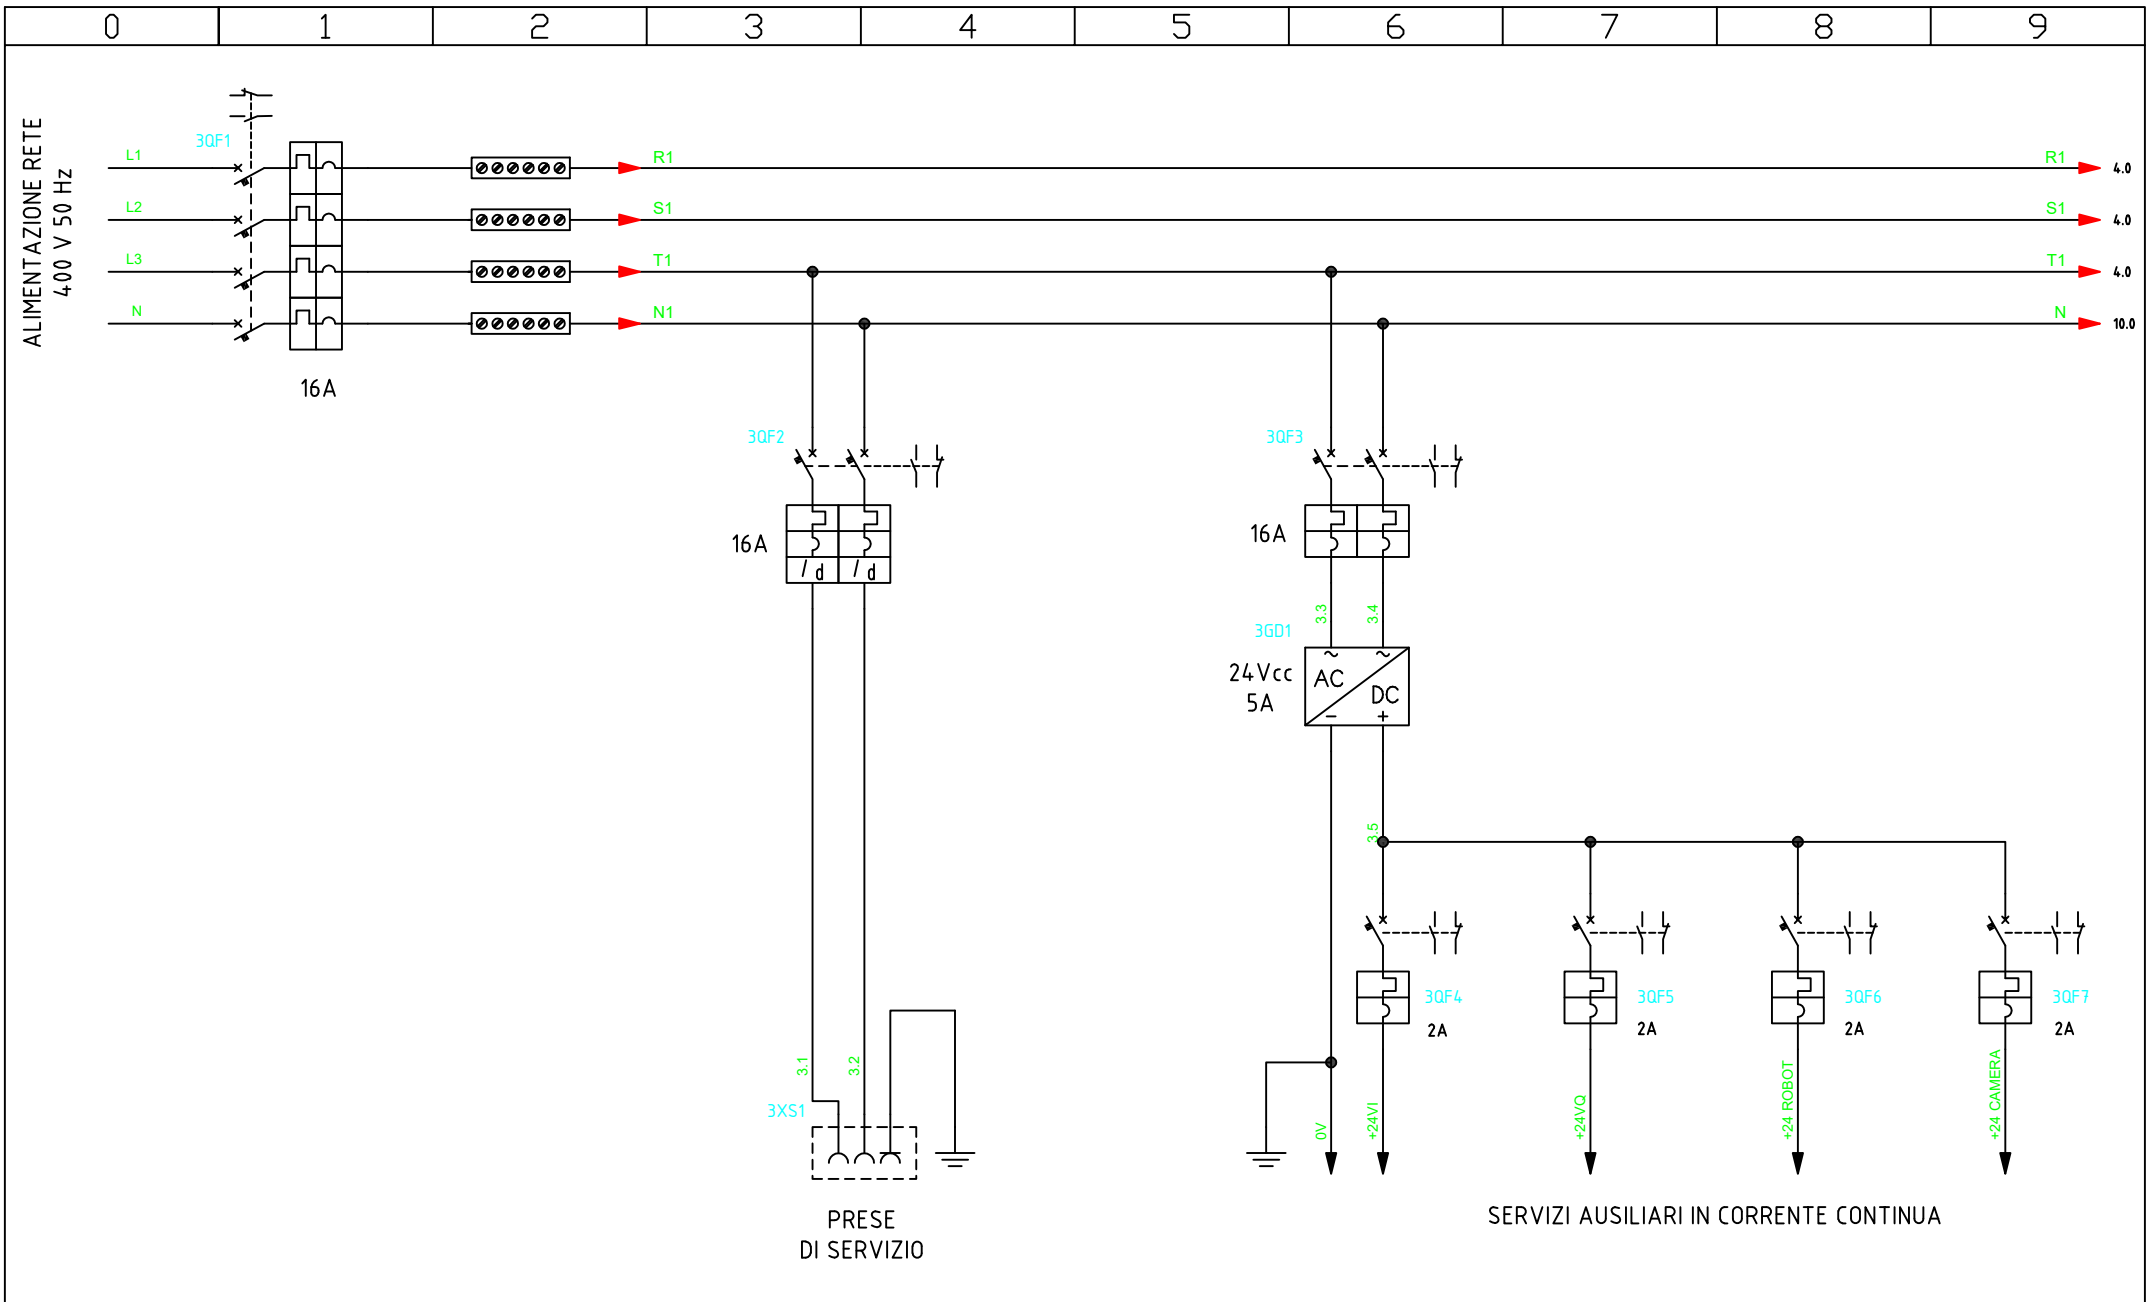 0 1 2 3 4 5 6 7 8 9
ALIMENTAZIONE RETE
400 V 50 Hz
3QF1
L1
L2
L3
N
16A
R1
S1
T1
N1
R1 4.0
S1 4.0
T1 4.0
N 10.0
3QF2
16A
I d I d
3.1
3.2
3XS1
PRESE
DI SERVIZIO
3QF3
16A
3.3
3.4
3GD1
24Vcc
5A
~ ~
AC
DC
- +
3.5
3QF4
2A
3QF5
2A
3QF6
2A
3QF7
2A
0V
+24VI
+24VQ
+24 ROBOT
+24 CAMERA
SERVIZI AUSILIARI IN CORRENTE CONTINUA